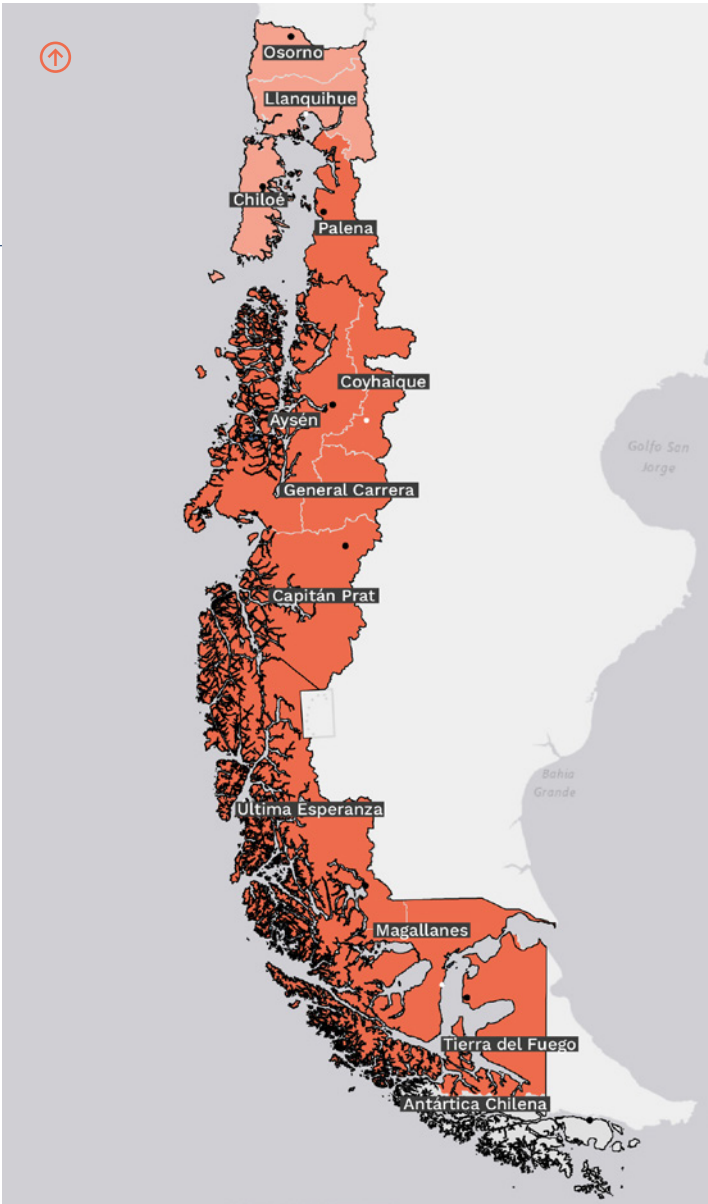 Osorno
Llanquihue
Chiloé
Palena
Coyhaique
Aysén
Golfo San
Jorge
General Carrera
Capitán Prat
Bahía
Grande
Última Esperanza
Magallanes
Tierra del Fuego
Antártica Chilena